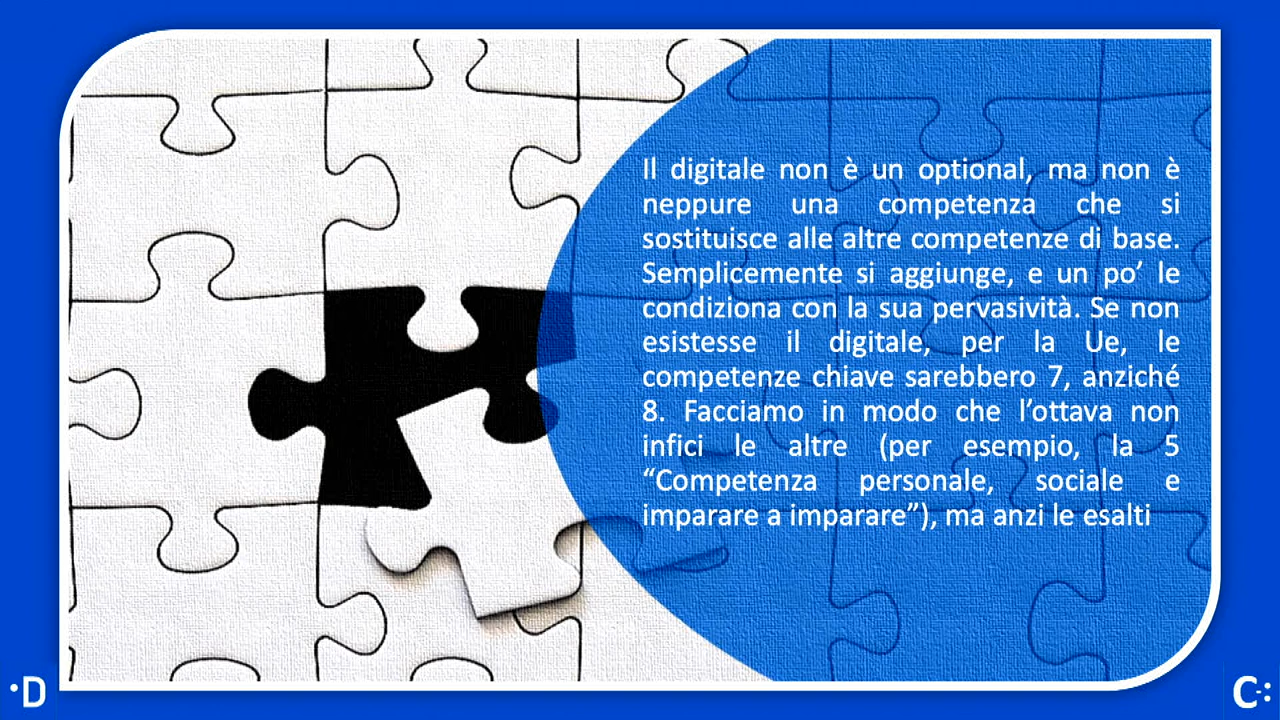 Il digitale non è un optional, ma non è
neppure una competenza che si
sostituisce alle altre competenze di base.
Semplicemente si aggiunge, e un po’ le
condiziona con la sua pervasività. Se non
esistesse il digitale, per la Ue, le
competenze chiave sarebbero 7, anziché
8. Facciamo in modo che l’ottava non
infici le altre (per esempio, la 5
“Competenza personale, sociale e
imparare a imparare”), ma anzi le esalti
·D
C:·